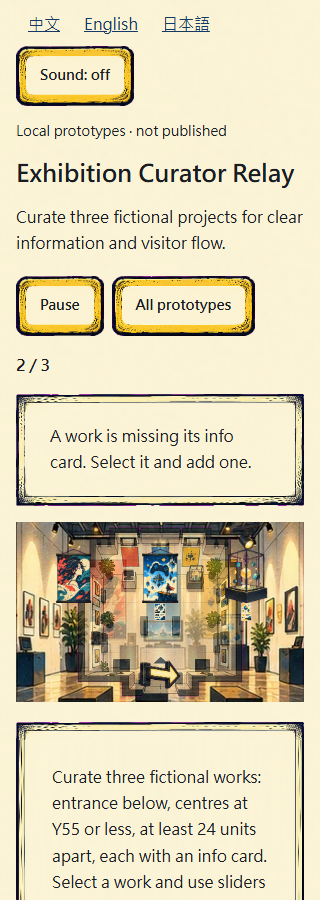 中文 English 日本語
Sound: off
Local prototypes · not published
Exhibition Curator Relay
Curate three fictional projects for clear
information and visitor flow.
Pause All prototypes
2 / 3
A work is missing its info
card. Select it and add one.
Curate three fictional works:
entrance below, centres at
Y55 or less, at least 24 units
apart, each with an info card.
Select a work and use sliders